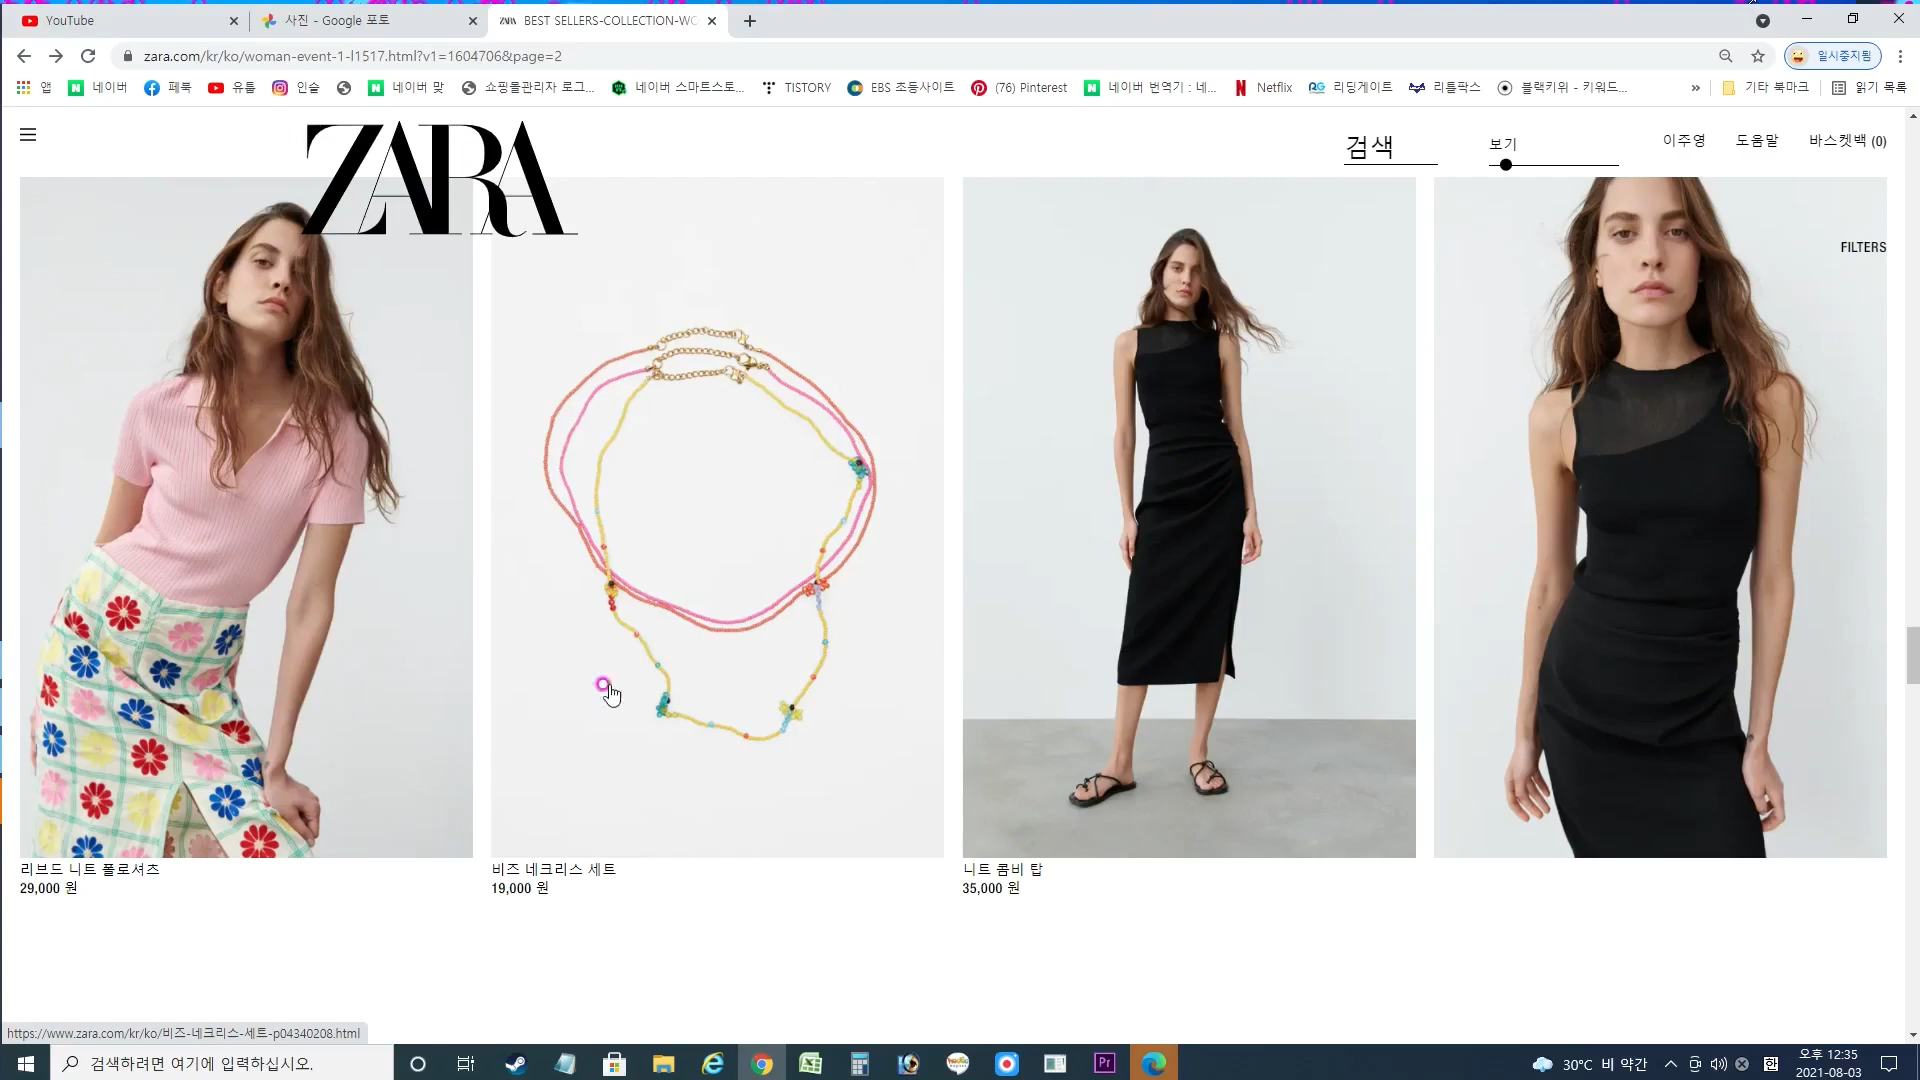 YouTube
사진 - Google 포토
ZARA BEST SELLERS-COLLECTION-WO
zara.com/kr/ko/woman-event-1-l1517.html?v1=1604706&page=2
일시중지됨
앱 네이버 페북 유튭 인슬 네이버 맞 쇼핑몰관리자 로그... 네이버 스마트스토... TISTORY EBS 초등사이트 (76) Pinterest 네이버 번역기 : 네... Netflix 리딩게이트 리틀팍스 블랙키위 - 키워드... » 기타 북마크 읽기 목록
ZARA
검색
보기
이주영
도움말
바스켓백 (0)
FILTERS
리브드 니트 폴로셔츠
29,000 원
비즈 네크리스 세트
19,000 원
니트 콤비 탑
35,000 원
https://www.zara.com/kr/ko/비즈-네크리스-세트-p04340208.html
검색하려면 여기에 입력하십시오.
Pr
30°C 비 약간
한
오후 12:35
2021-08-03